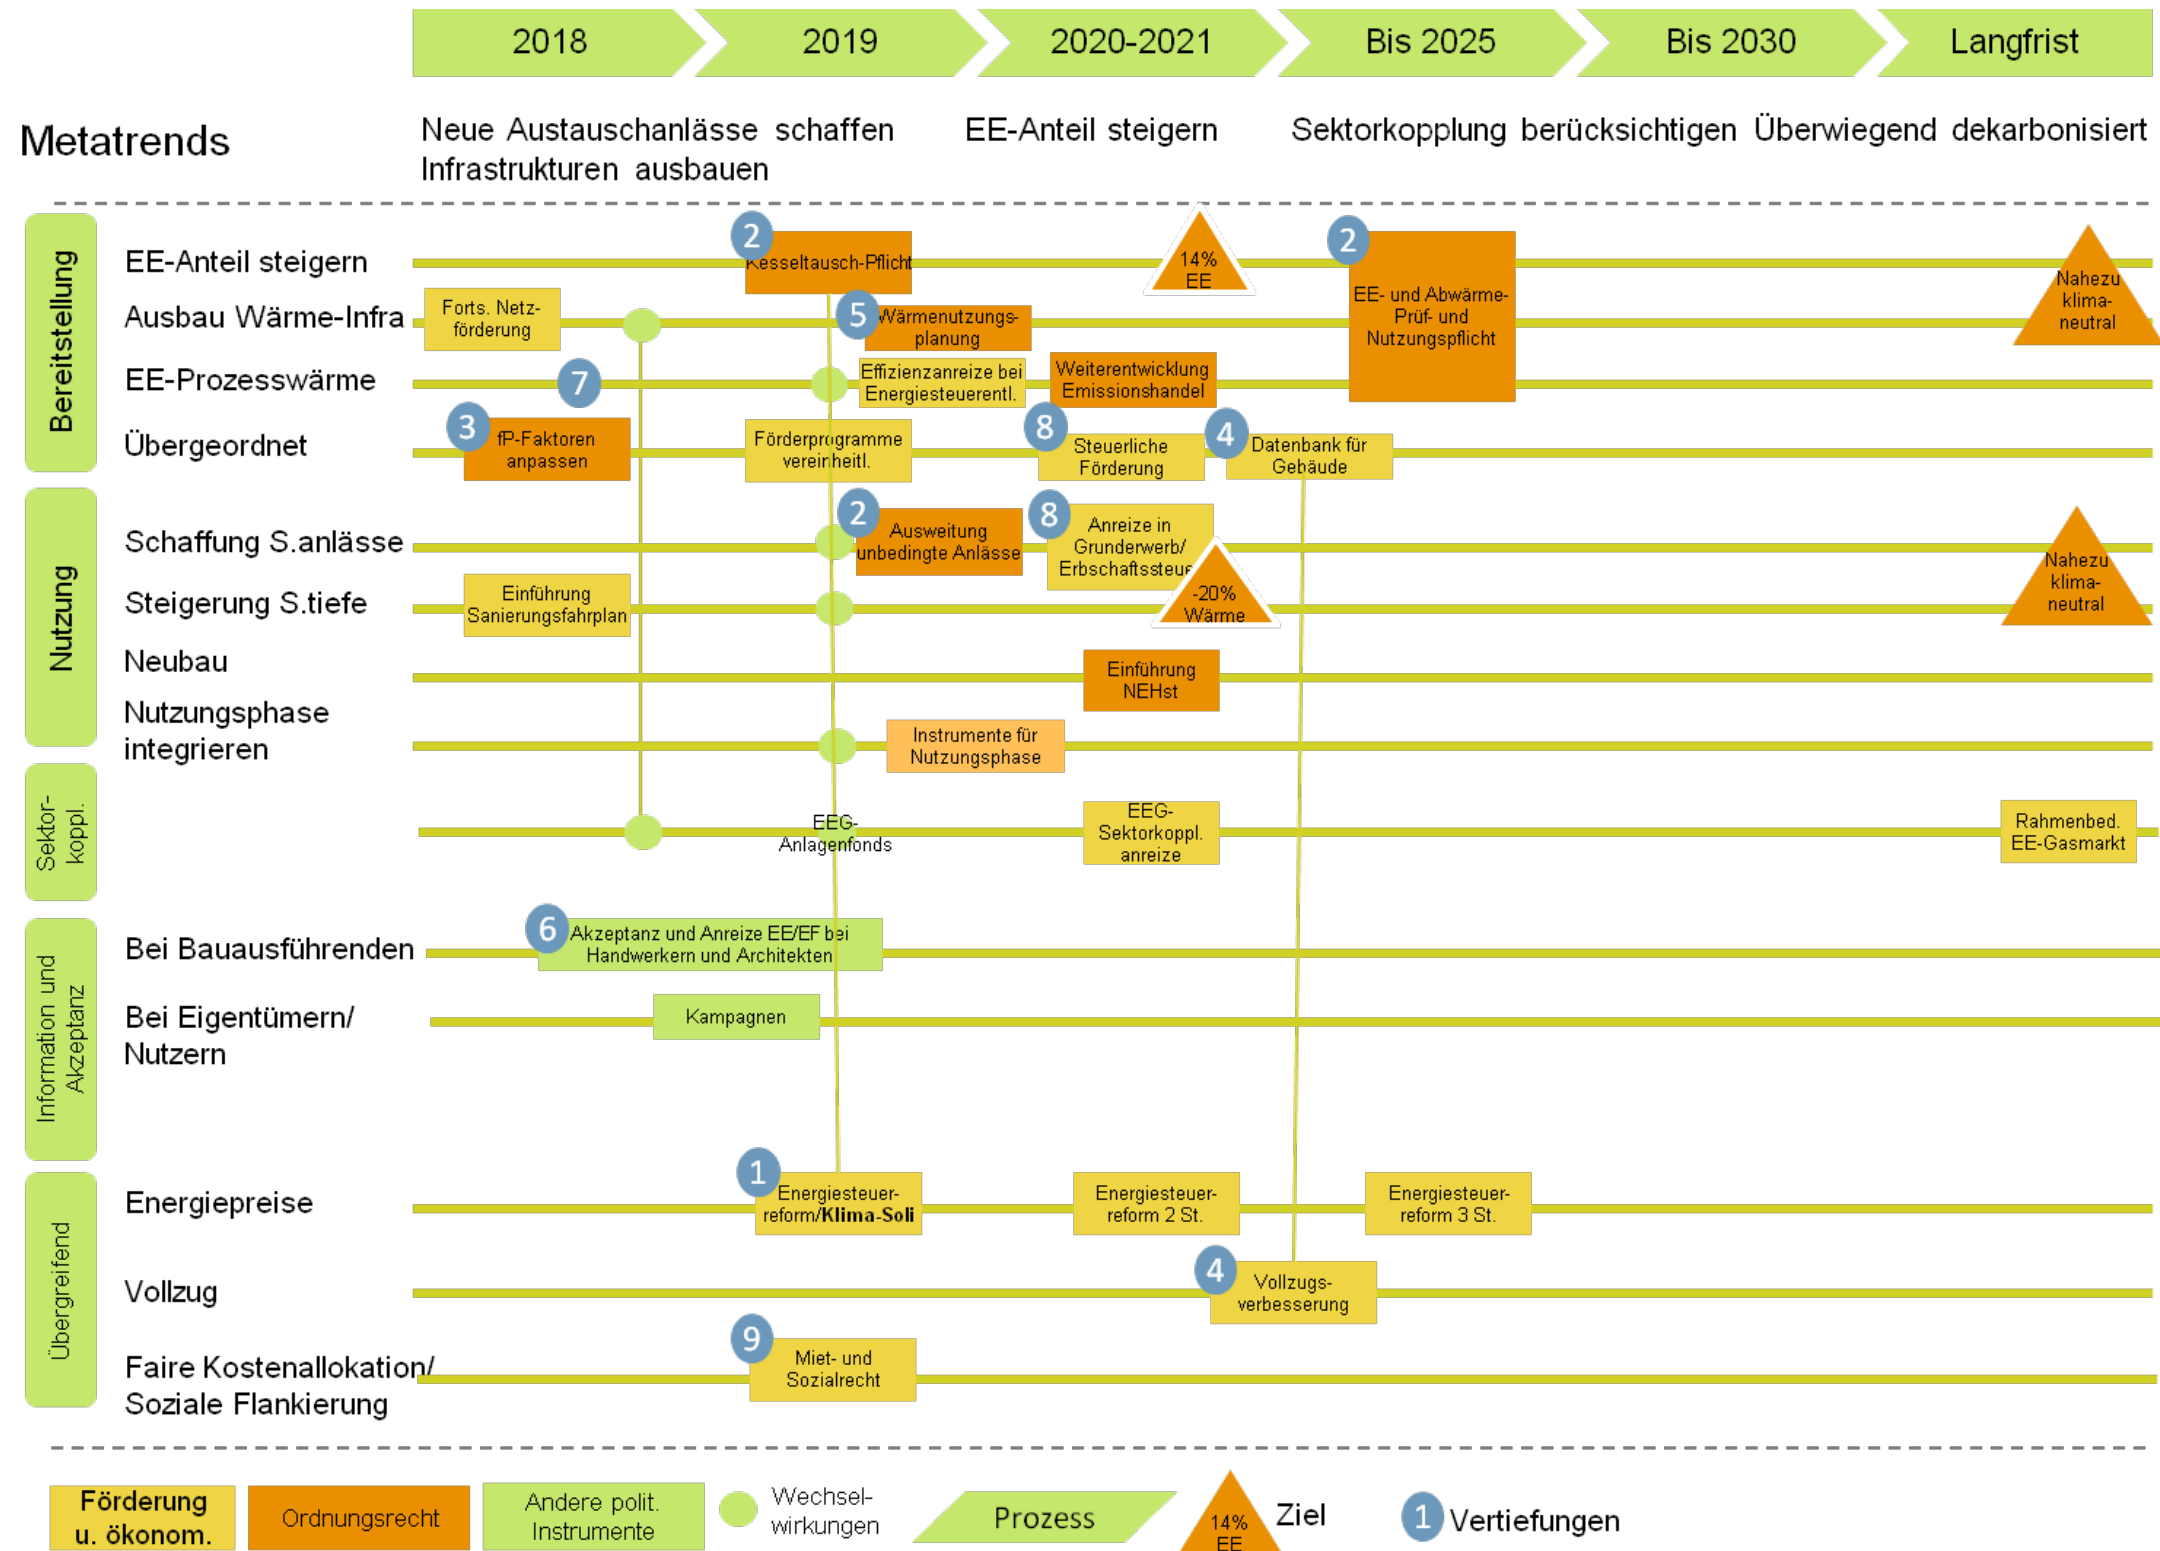 2018
2019
2020-2021
Bis 2025
Bis 2030
Langfrist
Metatrends
Neue Austauschanlässe schaffen
Infrastrukturen ausbauen
EE-Anteil steigern
Sektorkopplung berücksichtigen
Überwiegend dekarbonisiert
Bereitstellung
EE-Anteil steigern
2
Kesseltausch-Pflicht
14%
EE
2
EE- und Abwärme-
Prüf- und
Nutzungspflicht
Nahezu
klima-
neutral
Ausbau Wärme-Infra
Forts. Netz-
förderung
5
Wärmenutzungs-
planung
EE-Prozesswärme
7
Effizienzanreize bei
Energiesteuerentl.
Weiterentwicklung
Emissionshandel
Übergeordnet
3
fP-Faktoren
anpassen
Förderprogramme
vereinheitl.
8
Steuerliche
Förderung
4
Datenbank für
Gebäude
Nutzung
Schaffung S.anlässe
2
Ausweitung
unbedingte Anlässe
8
Anreize in
Grunderwerb/
Erbschaftssteue
Nahezu
klima-
neutral
Steigerung S.tiefe
Einführung
Sanierungsfahrplan
-20%
Wärme
Neubau
Einführung
NEHst
Nutzungsphase
integrieren
Instrumente für
Nutzungsphase
Sektor-
koppl.
EEG-
Anlagenfonds
EEG-
Sektorkoppl.
anreize
Rahmenbed.
EE-Gasmarkt
Information und
Akzeptanz
Bei Bauausführenden
6
Akzeptanz und Anreize EE/EF bei
Handwerkern und Architekten
Bei Eigentümern/
Nutzern
Kampagnen
Übergreifend
Energiepreise
1
Energiesteuer-
reform/Klima-Soli
Energiesteuer-
reform 2 St.
Energiesteuer-
reform 3 St.
Vollzug
4
Vollzugs-
verbesserung
Faire Kostenallokation/
Soziale Flankierung
9
Miet- und
Sozialrecht
Förderung
u. ökonom.
Ordnungsrecht
Andere polit.
Instrumente
Wechsel-
wirkungen
Prozess
14%
EE
Ziel
1
Vertiefungen